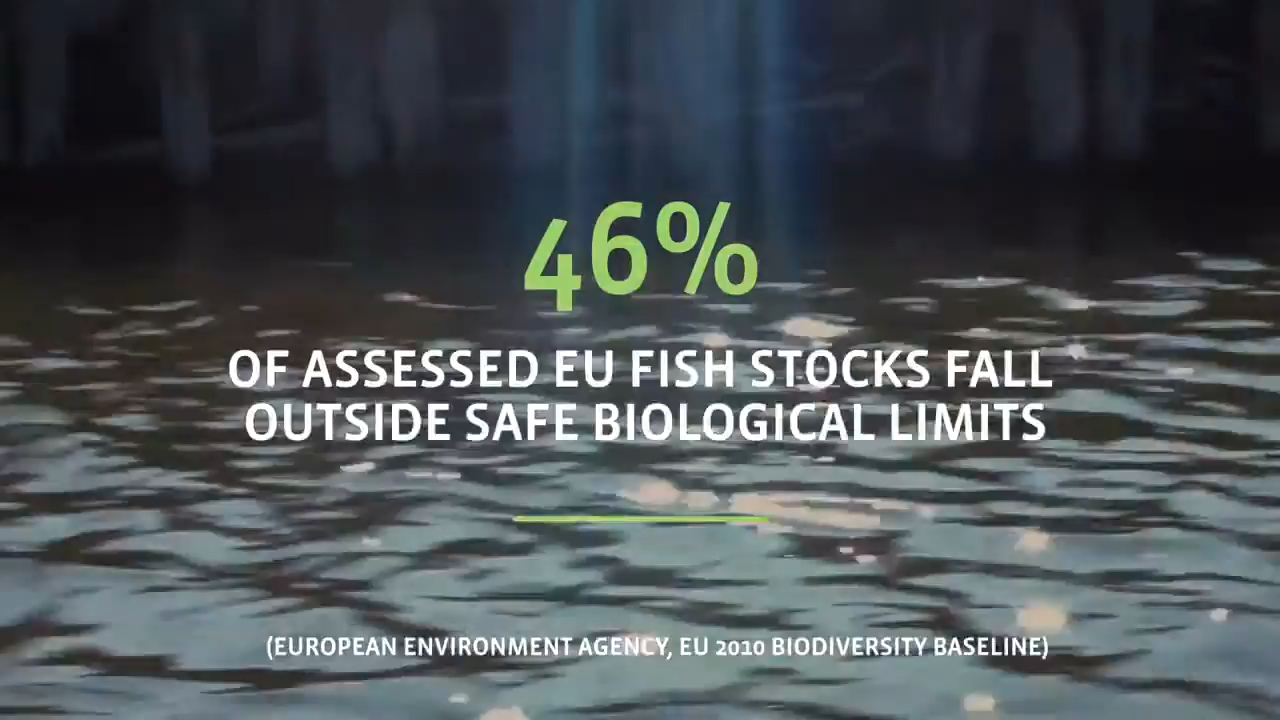 46%
OF ASSESSED EU FISH STOCKS FALL
OUTSIDE SAFE BIOLOGICAL LIMITS
(EUROPEAN ENVIRONMENT AGENCY, EU 2010 BIODIVERSITY BASELINE)